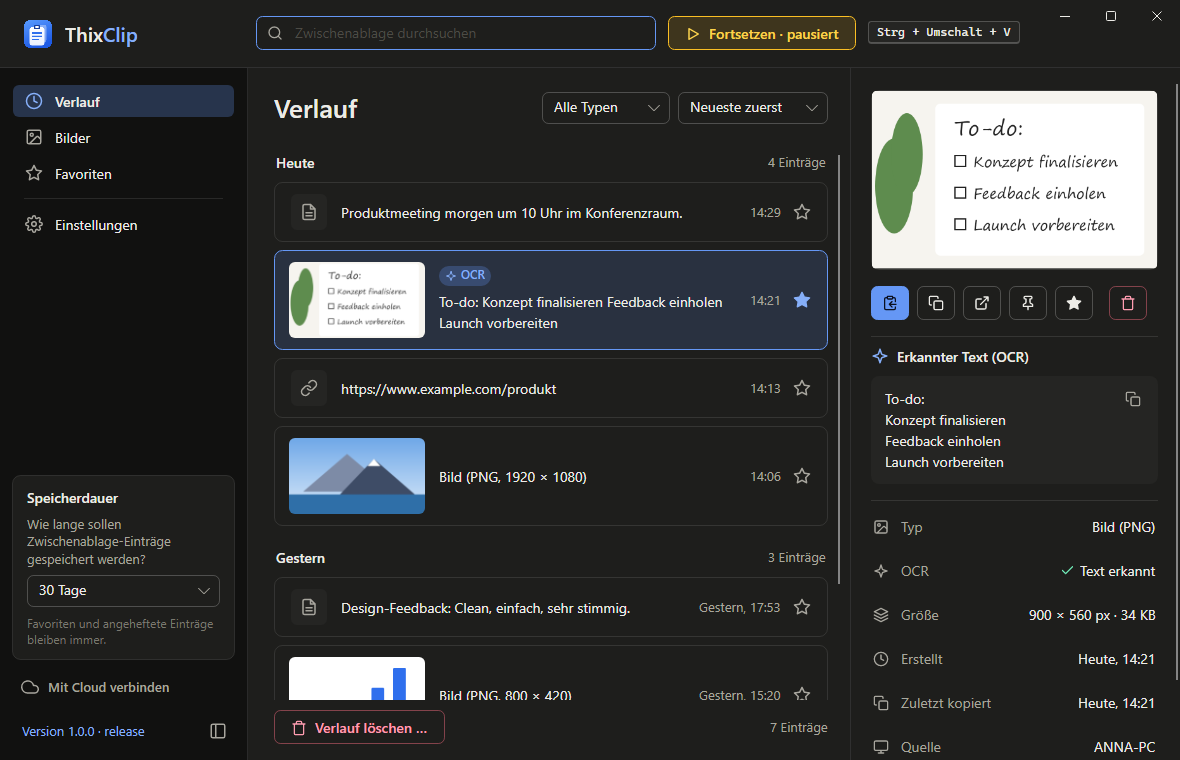 ThixClip
Zwischenablage durchsuchen
Fortsetzen · pausiert
Strg + Umschalt + V
Verlauf
Bilder
Favoriten
Einstellungen
Speicherdauer
Wie lange sollen
Zwischenablage-Einträge
gespeichert werden?
30 Tage
Favoriten und angeheftete Einträge
bleiben immer.
Mit Cloud verbinden
Version 1.0.0 · release
Verlauf
Alle Typen
Neueste zuerst
Heute
4 Einträge
Produktmeeting morgen um 10 Uhr im Konferenzraum.
14:29
To-do:
Konzept finalisieren
Feedback einholen
Launch vorbereiten
OCR
To-do: Konzept finalisieren Feedback einholen
Launch vorbereiten
14:21
https://www.example.com/produkt
14:13
Bild (PNG, 1920 × 1080)
14:06
Gestern
3 Einträge
Design-Feedback: Clean, einfach, sehr stimmig.
Gestern, 17:53
Bild (PNG, 800 × 420)
Gestern, 15:20
Verlauf löschen ...
7 Einträge
To-do:
Konzept finalisieren
Feedback einholen
Launch vorbereiten
Erkannter Text (OCR)
To-do:
Konzept finalisieren
Feedback einholen
Launch vorbereiten
Typ
Bild (PNG)
OCR
Text erkannt
Größe
900 × 560 px · 34 KB
Erstellt
Heute, 14:21
Zuletzt kopiert
Heute, 14:21
Quelle
ANNA-PC